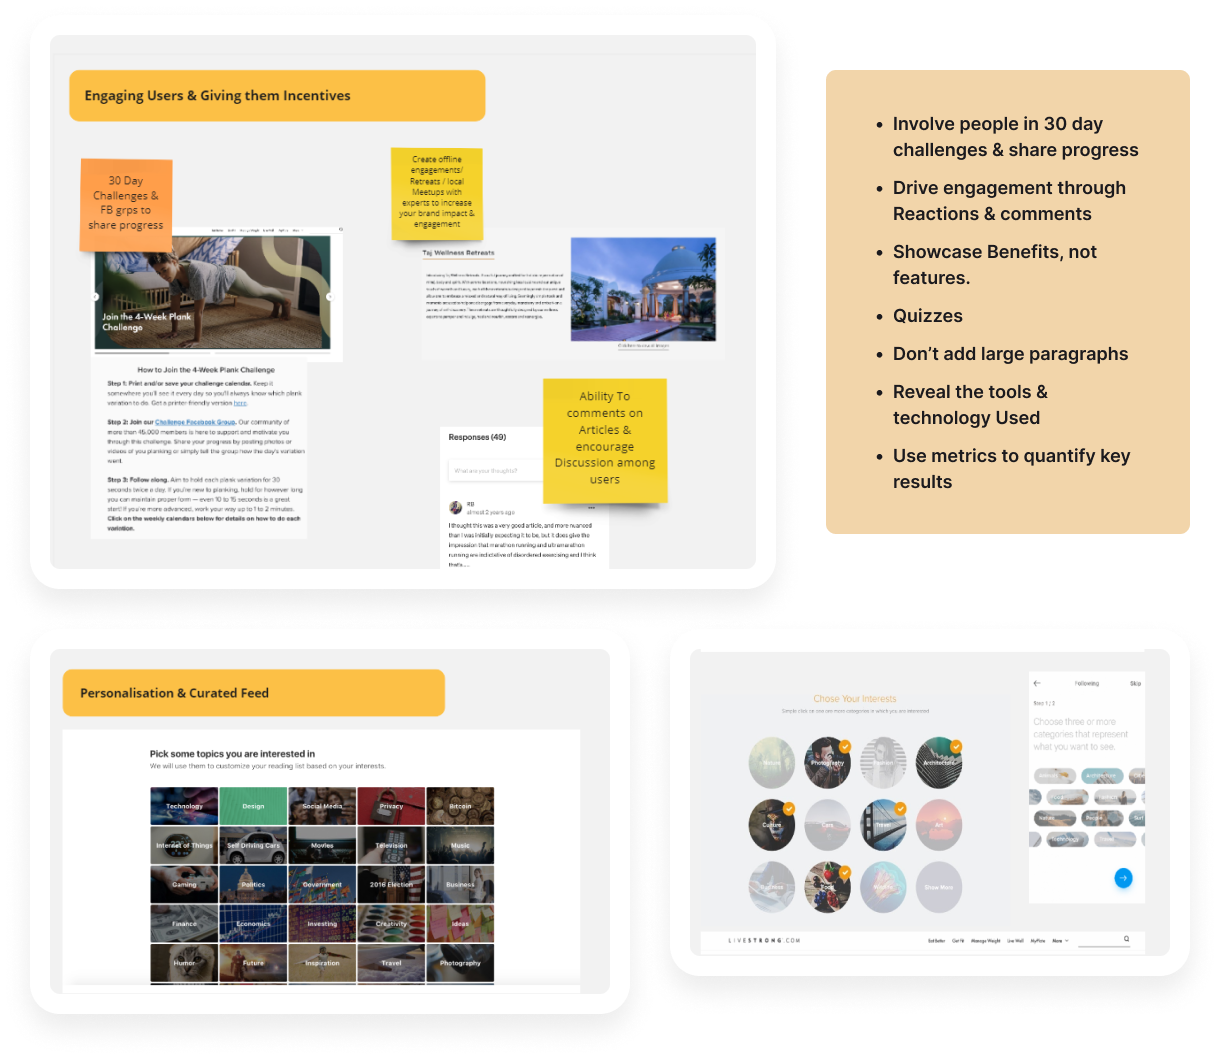 Engaging Users & Giving them Incentives
30 Day
Challenges &
FB grps to
share progress
Create offline
engagements/
Retreats / local
Meetups with
experts to increase
your brand impact &
engagement
Join the 4-Week Plank
Challenge
Taj Wellness Retreats
How to Join the 4-Week Plank Challenge
Step 1: Print and/or save your challenge calendar. Keep it
somewhere you'll see it every day so you'll always know which plank
variation to do. Get a printer friendly version here.
Step 2: Join our Challenge Facebook Group. Our community of
more than 45,000 members is here to support and motivate you
through this challenge. Share your progress by posting photos or
videos of you planking or simply tell the group how the day's variation
went.
Step 3: Follow along. Aim to hold each plank variation for 30
seconds twice a day. If you're new to planking, hold for however long
you can maintain proper form — even 10 to 15 seconds is a great
start! If you're more advanced, work your way up to 1 to 2 minutes.
Click on the weekly calendars below for details on how to do each
variation.
Ability To
comments on
Articles &
encourage
Discussion among
users
Responses (49)
What are your thoughts?
RB
almost 2 years ago
I thought this was a very good article, and more nuanced
than I was initially expecting it to be, but it does give the
impression that marathon running and ultramarathon
running are indicative of disordered exercising and I think
that's.....
Involve people in 30 day
challenges & share progress
Drive engagement through
Reactions & comments
Showcase Benefits, not
features.
Quizzes
Don’t add large paragraphs
Reveal the tools &
technology Used
Use metrics to quantify key
results
Personalisation & Curated Feed
Pick some topics you are interested in
We will use them to customize your reading list based on your interests.
Technology Design Social Media Privacy Bitcoin
Internet of Things Self Driving Cars Movies Television Music
Gaming Politics Government 2016 Election Business
Finance Economics Investing Creativity Ideas
Humor Future Inspiration Travel Photography
Chose Your Interests
Simple click on one are more categories in which you are interested
Nature Photography Fashion Architecture
Culture Cars Travel Art
Food Show More
Following Skip
Step 1 / 3
Choose three or more
categories that represent
what you want to see.
Architecture
Nature People
Technology Travel
LIVESTRONG.COM
Eat Better Get Fit Manage Weight Live Well MyPlate More